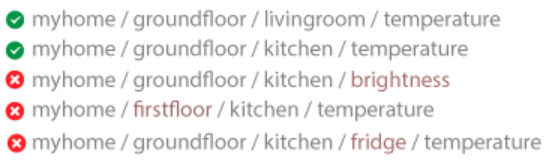 myhome / groundfloor / livingroom / temperature
myhome / groundfloor / kitchen / temperature
myhome / groundfloor / kitchen / brightness
myhome / firstfloor / kitchen / temperature
myhome / groundfloor / kitchen / fridge / temperature